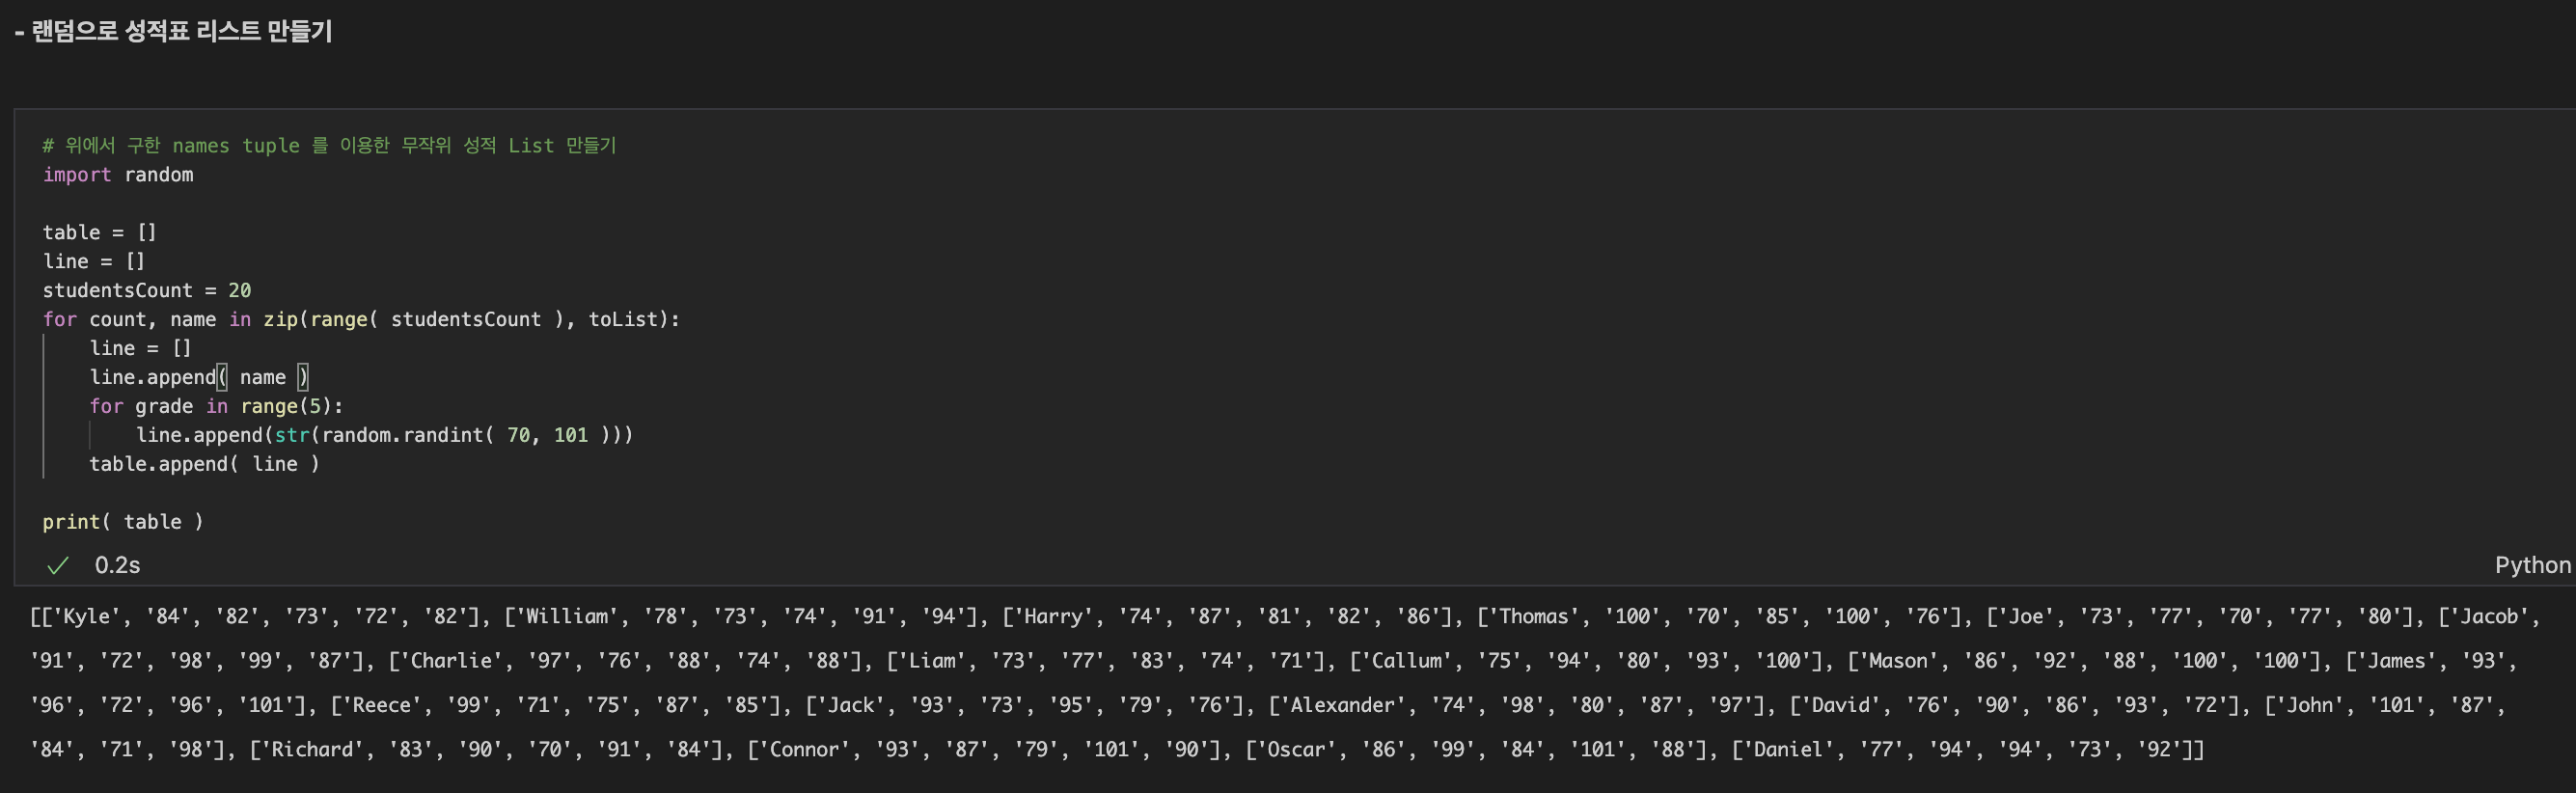 - 랜덤으로 성적표 리스트 만들기
# 위에서 구한 names tuple 를 이용한 무작위 성적 List 만들기
import random
table = []
line = []
studentsCount = 20
for count, name in zip(range( studentsCount ), toList):
    line = []
    line.append( name )
    for grade in range(5):
        line.append(str(random.randint( 70, 101 )))
    table.append( line )
print( table )
✓ 0.2s
Python
[['Kyle', '84', '82', '73', '72', '82'], ['William', '78', '73', '74', '91', '94'], ['Harry', '74', '87', '81', '82', '86'], ['Thomas', '100', '70', '85', '100', '76'], ['Joe', '73', '77', '70', '77', '80'], ['Jacob',
'91', '72', '98', '99', '87'], ['Charlie', '97', '76', '88', '74', '88'], ['Liam', '73', '77', '83', '74', '71'], ['Callum', '75', '94', '80', '93', '100'], ['Mason', '86', '92', '88', '100', '100'], ['James', '93',
'96', '72', '96', '101'], ['Reece', '99', '71', '75', '87', '85'], ['Jack', '93', '73', '95', '79', '76'], ['Alexander', '74', '98', '80', '87', '97'], ['David', '76', '90', '86', '93', '72'], ['John', '101', '87',
'84', '71', '98'], ['Richard', '83', '90', '70', '91', '84'], ['Connor', '93', '87', '79', '101', '90'], ['Oscar', '86', '99', '84', '101', '88'], ['Daniel', '77', '94', '94', '73', '92']]